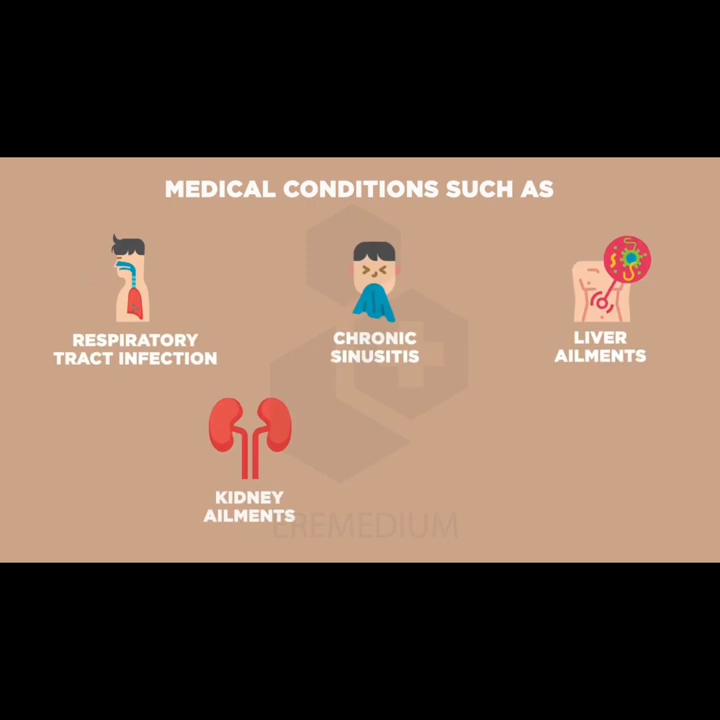 MEDICAL CONDITIONS SUCH AS
RESPIRATORY
TRACT INFECTION
CHRONIC
SINUSITIS
LIVER
AILMENTS
KIDNEY
AILMENTS
EREMEDIUM